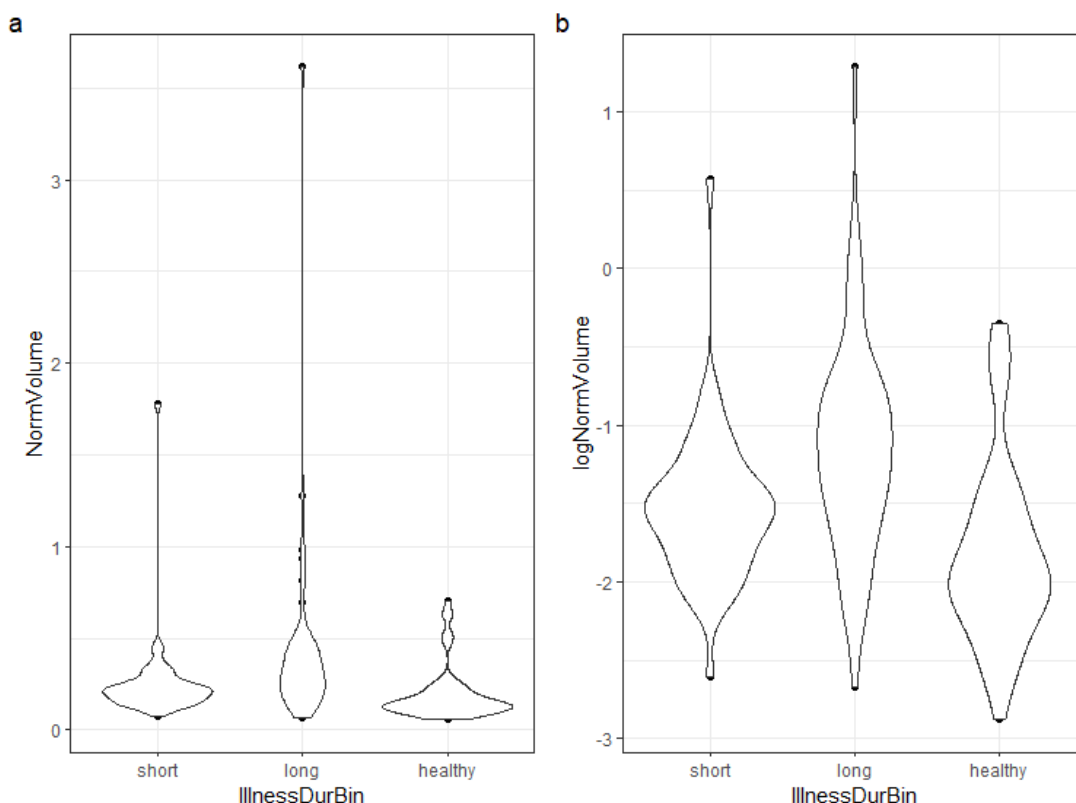 a
NormVolume
3
2
1
0
short long healthy
IllnessDurBin
b
logNormVolume
1
0
-1
-2
-3
short long healthy
IllnessDurBin